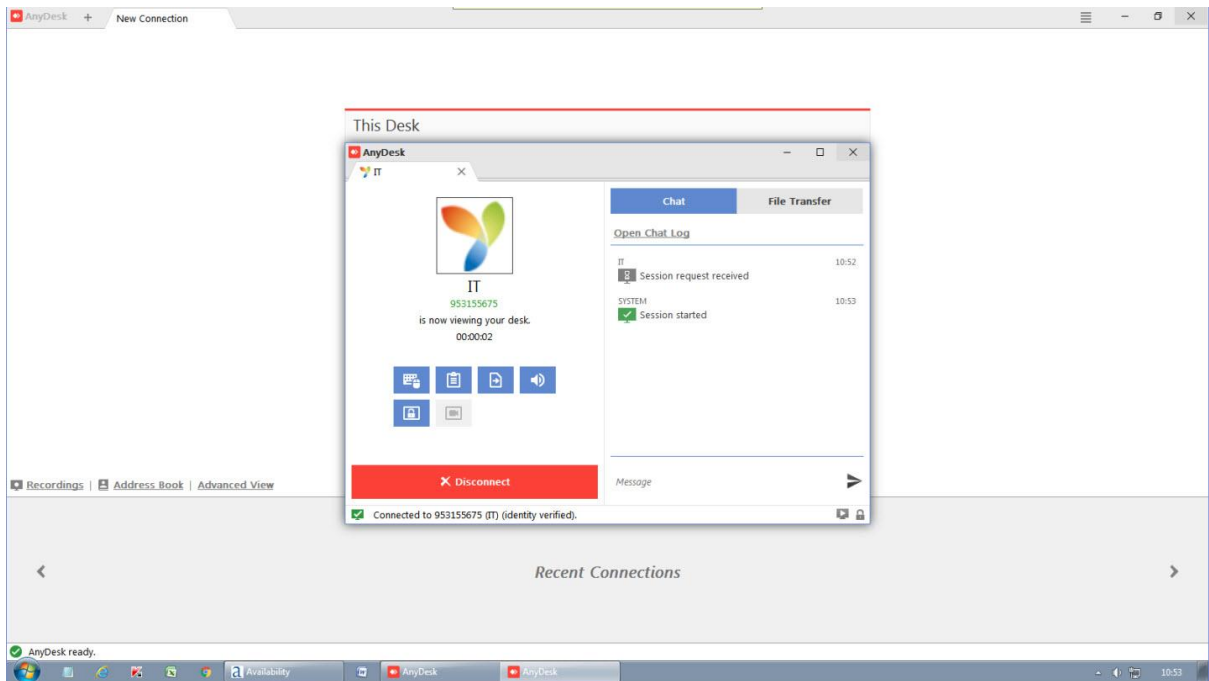 AnyDesk + New Connection
This Desk
AnyDesk
IT
IT
953155675
is now viewing your desk.
00:00:02
Disconnect
Connected to 953155675 (IT) (identity verified).
Chat File Transfer
Open Chat Log
IT 10:52
Session request received
SYSTEM 10:53
Session started
Message
Recordings | Address Book | Advanced View
Recent Connections
AnyDesk ready.
a Availability AnyDesk AnyDesk 10:53